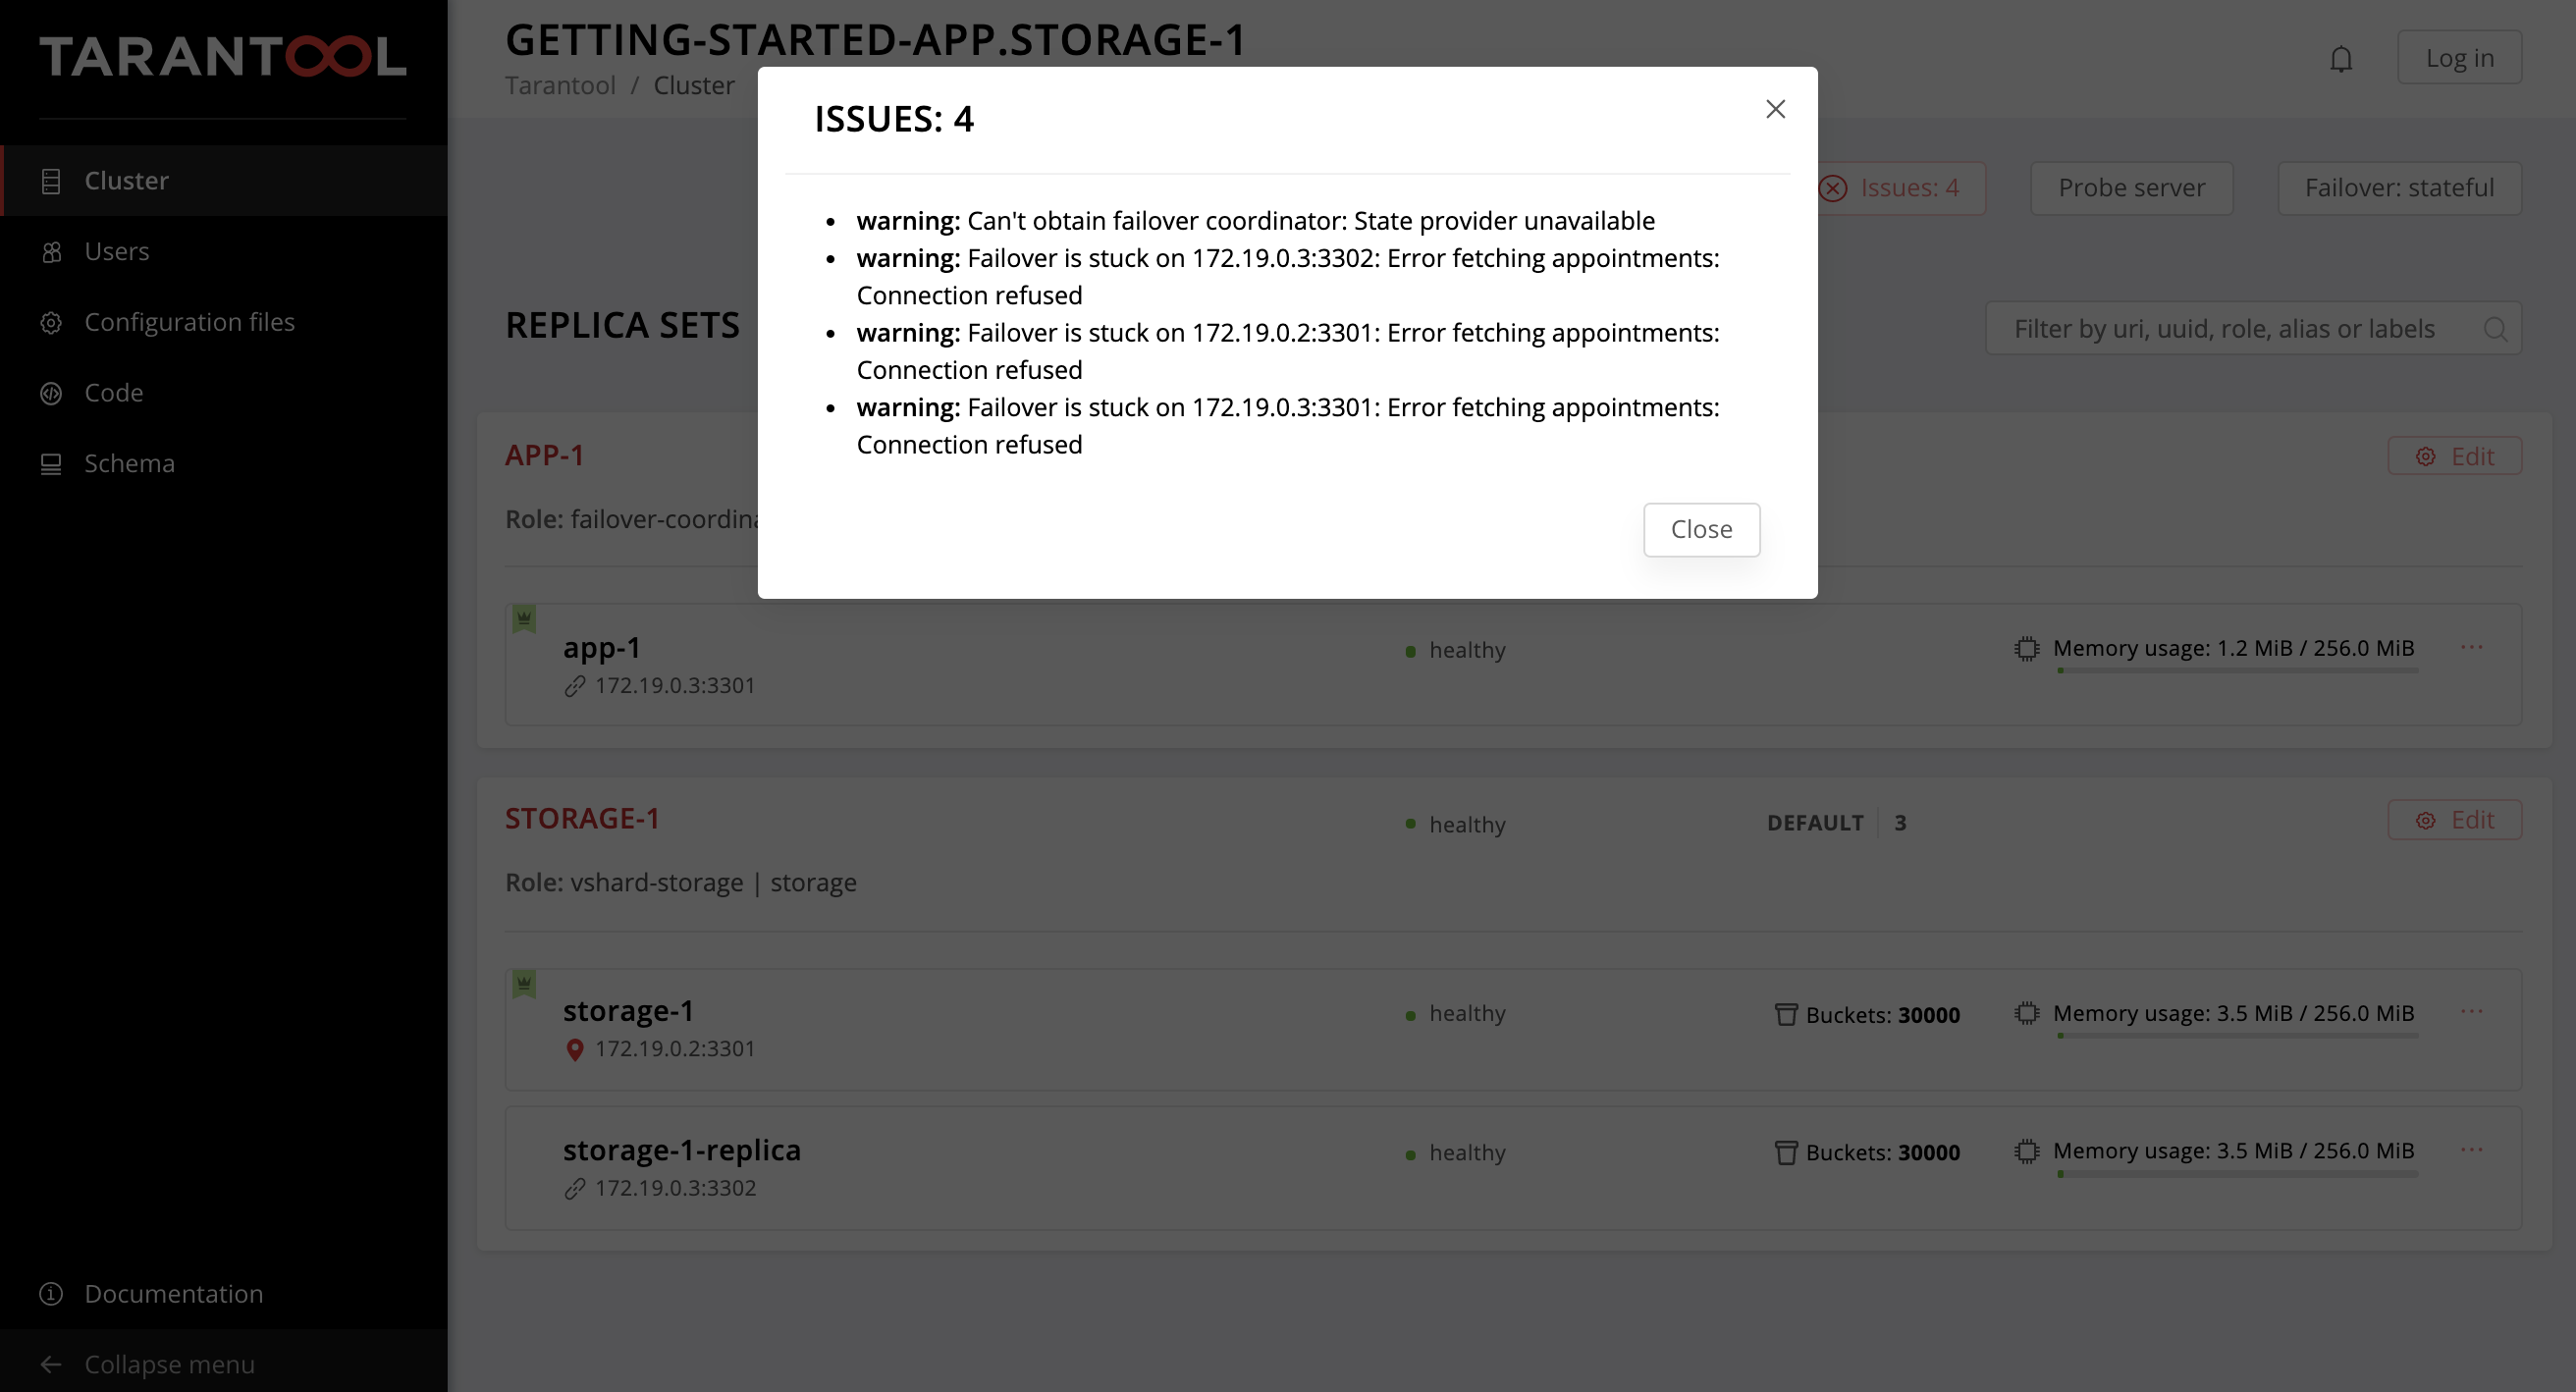 TARANTOOL
GETTING-STARTED-APP.STORAGE-1
Tarantool / Cluster
Log in
Cluster
Users
Configuration files
Code
Schema
Documentation
Collapse menu
Issues: 4
Probe server
Failover: stateful
ISSUES: 4
warning: Can't obtain failover coordinator: State provider unavailable
warning: Failover is stuck on 172.19.0.3:3302: Error fetching appointments:
Connection refused
warning: Failover is stuck on 172.19.0.2:3301: Error fetching appointments:
Connection refused
warning: Failover is stuck on 172.19.0.3:3301: Error fetching appointments:
Connection refused
Close
REPLICA SETS
Filter by uri, uuid, role, alias or labels
APP-1
Edit
Role:
app-1
172.19.0.3:3301
healthy
Memory usage: 1.2 MiB / 256.0 MiB
STORAGE-1
healthy
DEFAULT 3
Edit
Role: vshard-storage | storage
storage-1
172.19.0.2:3301
healthy
Buckets: 30000
Memory usage: 3.5 MiB / 256.0 MiB
storage-1-replica
172.19.0.3:3302
healthy
Buckets: 30000
Memory usage: 3.5 MiB / 256.0 MiB